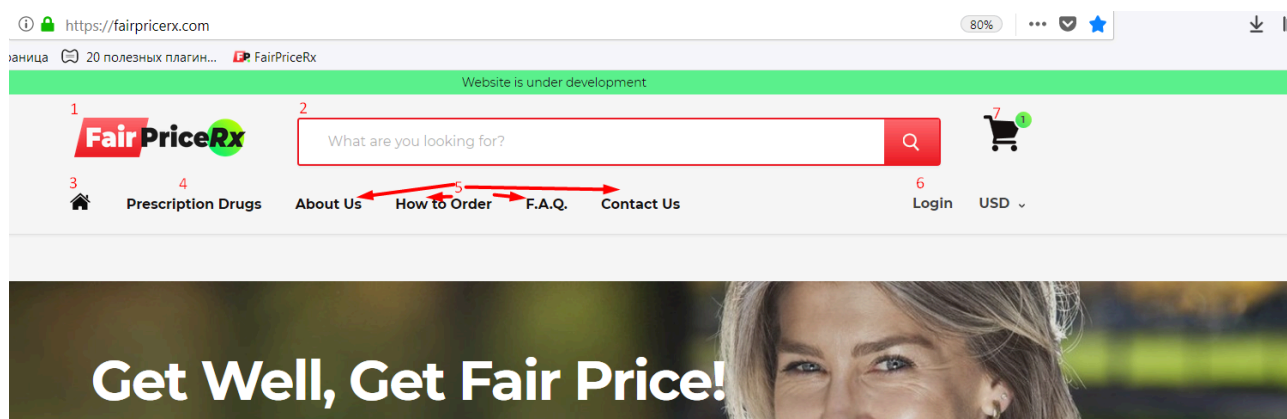 https://fairpricerx.com 80%
раница 20 полезных плагин... FP FairPriceRx
Website is under development
1 2 7
FairPriceRx What are you looking for? 1
3 4 5 6
Prescription Drugs About Us How to Order F.A.Q. Contact Us Login USD
Get Well, Get Fair Price!